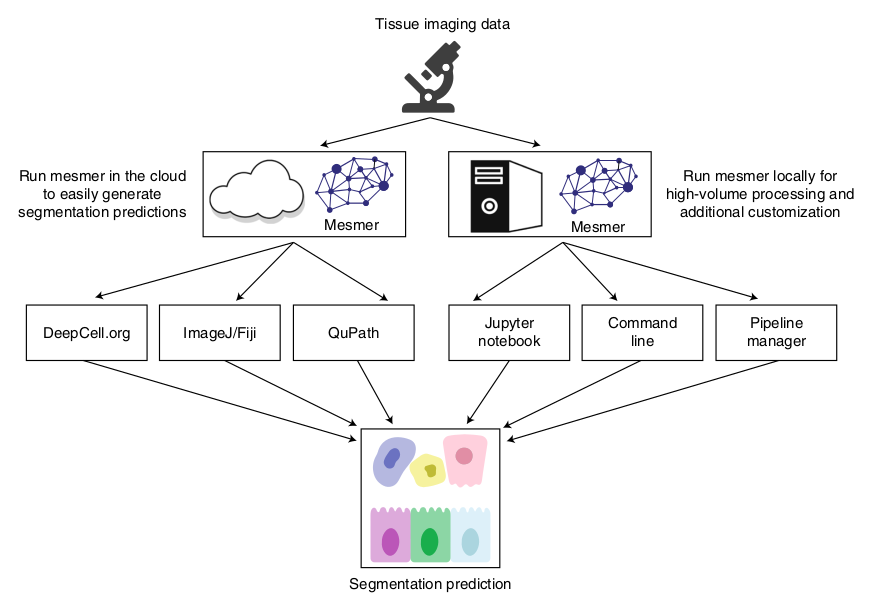 Tissue imaging data
Run mesmer in the cloud
to easily generate
segmentation predictions
Mesmer
Mesmer
Run mesmer locally for
high-volume processing and
additional customization
DeepCell.org
ImageJ/Fiji
QuPath
Jupyter
notebook
Command
line
Pipeline
manager
Segmentation prediction